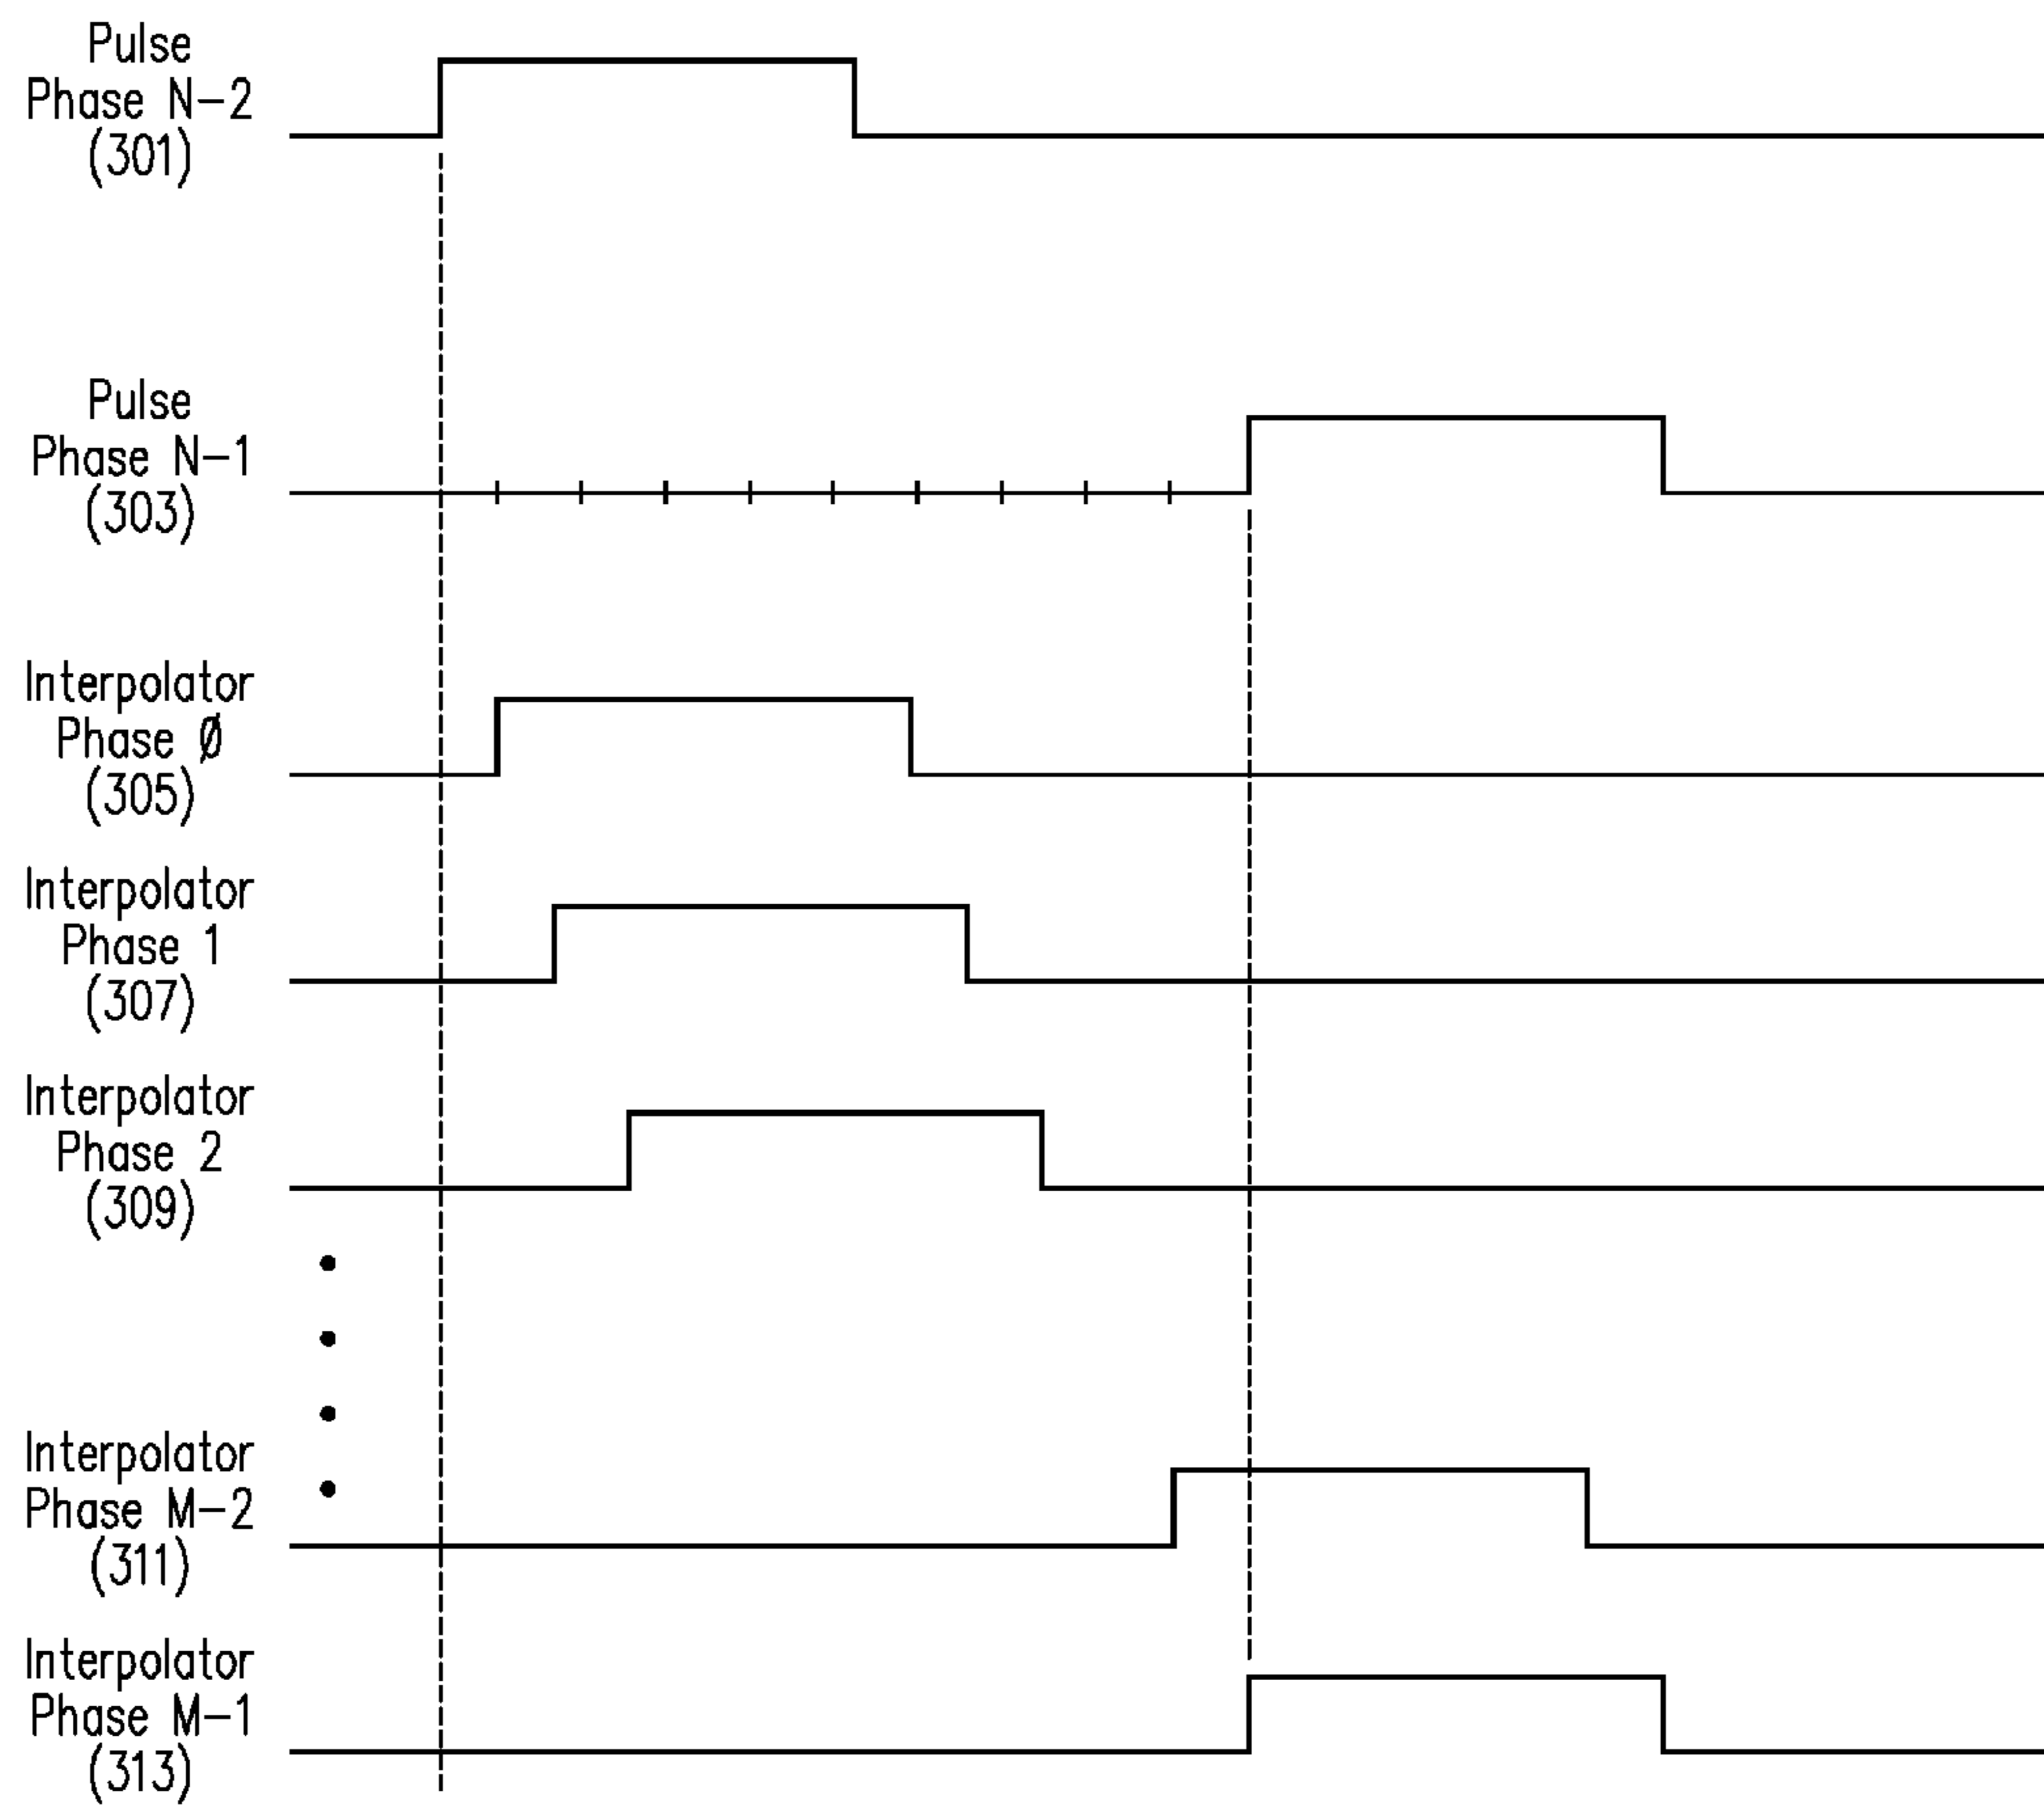 Pulse
Phase N-2
(301)
Pulse
Phase N-1
(303)
Interpolator
Phase Ø
(305)
Interpolator
Phase 1
(307)
Interpolator
Phase 2
(309)
Interpolator
Phase M-2
(311)
Interpolator
Phase M-1
(313)